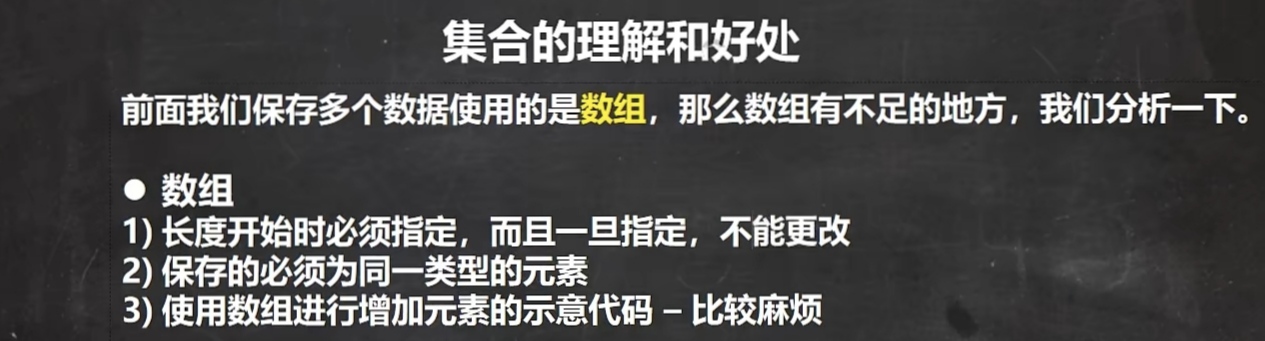 集合的理解和好处
前面我们保存多个数据使用的是数组，那么数组有不足的地方，我们分析一下。
● 数组
1) 长度开始时必须指定，而且一旦指定，不能更改
2) 保存的必须为同一类型的元素
3) 使用数组进行增加元素的示意代码 – 比较麻烦